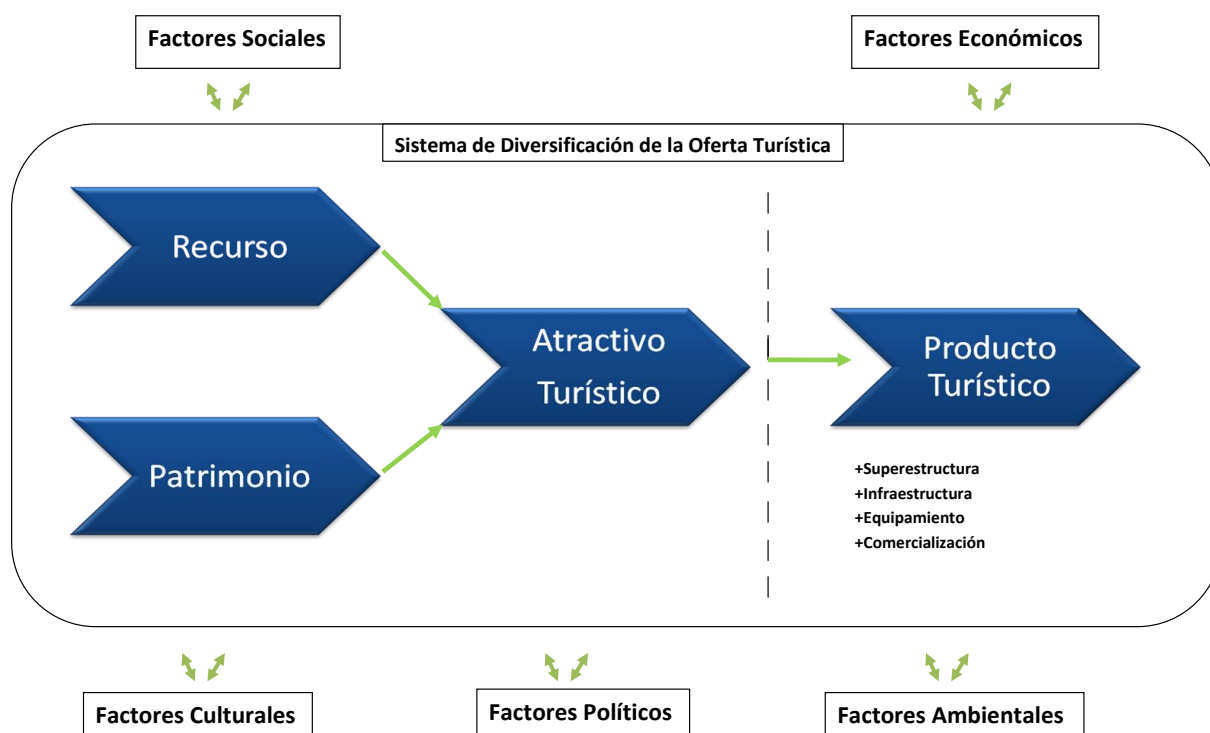 Factores Sociales
Factores Económicos
Sistema de Diversificación de la Oferta Turística
Recurso
Patrimonio
Atractivo
Turístico
Producto
Turístico
+Superestructura
+Infraestructura
+Equipamiento
+Comercialización
Factores Culturales
Factores Políticos
Factores Ambientales